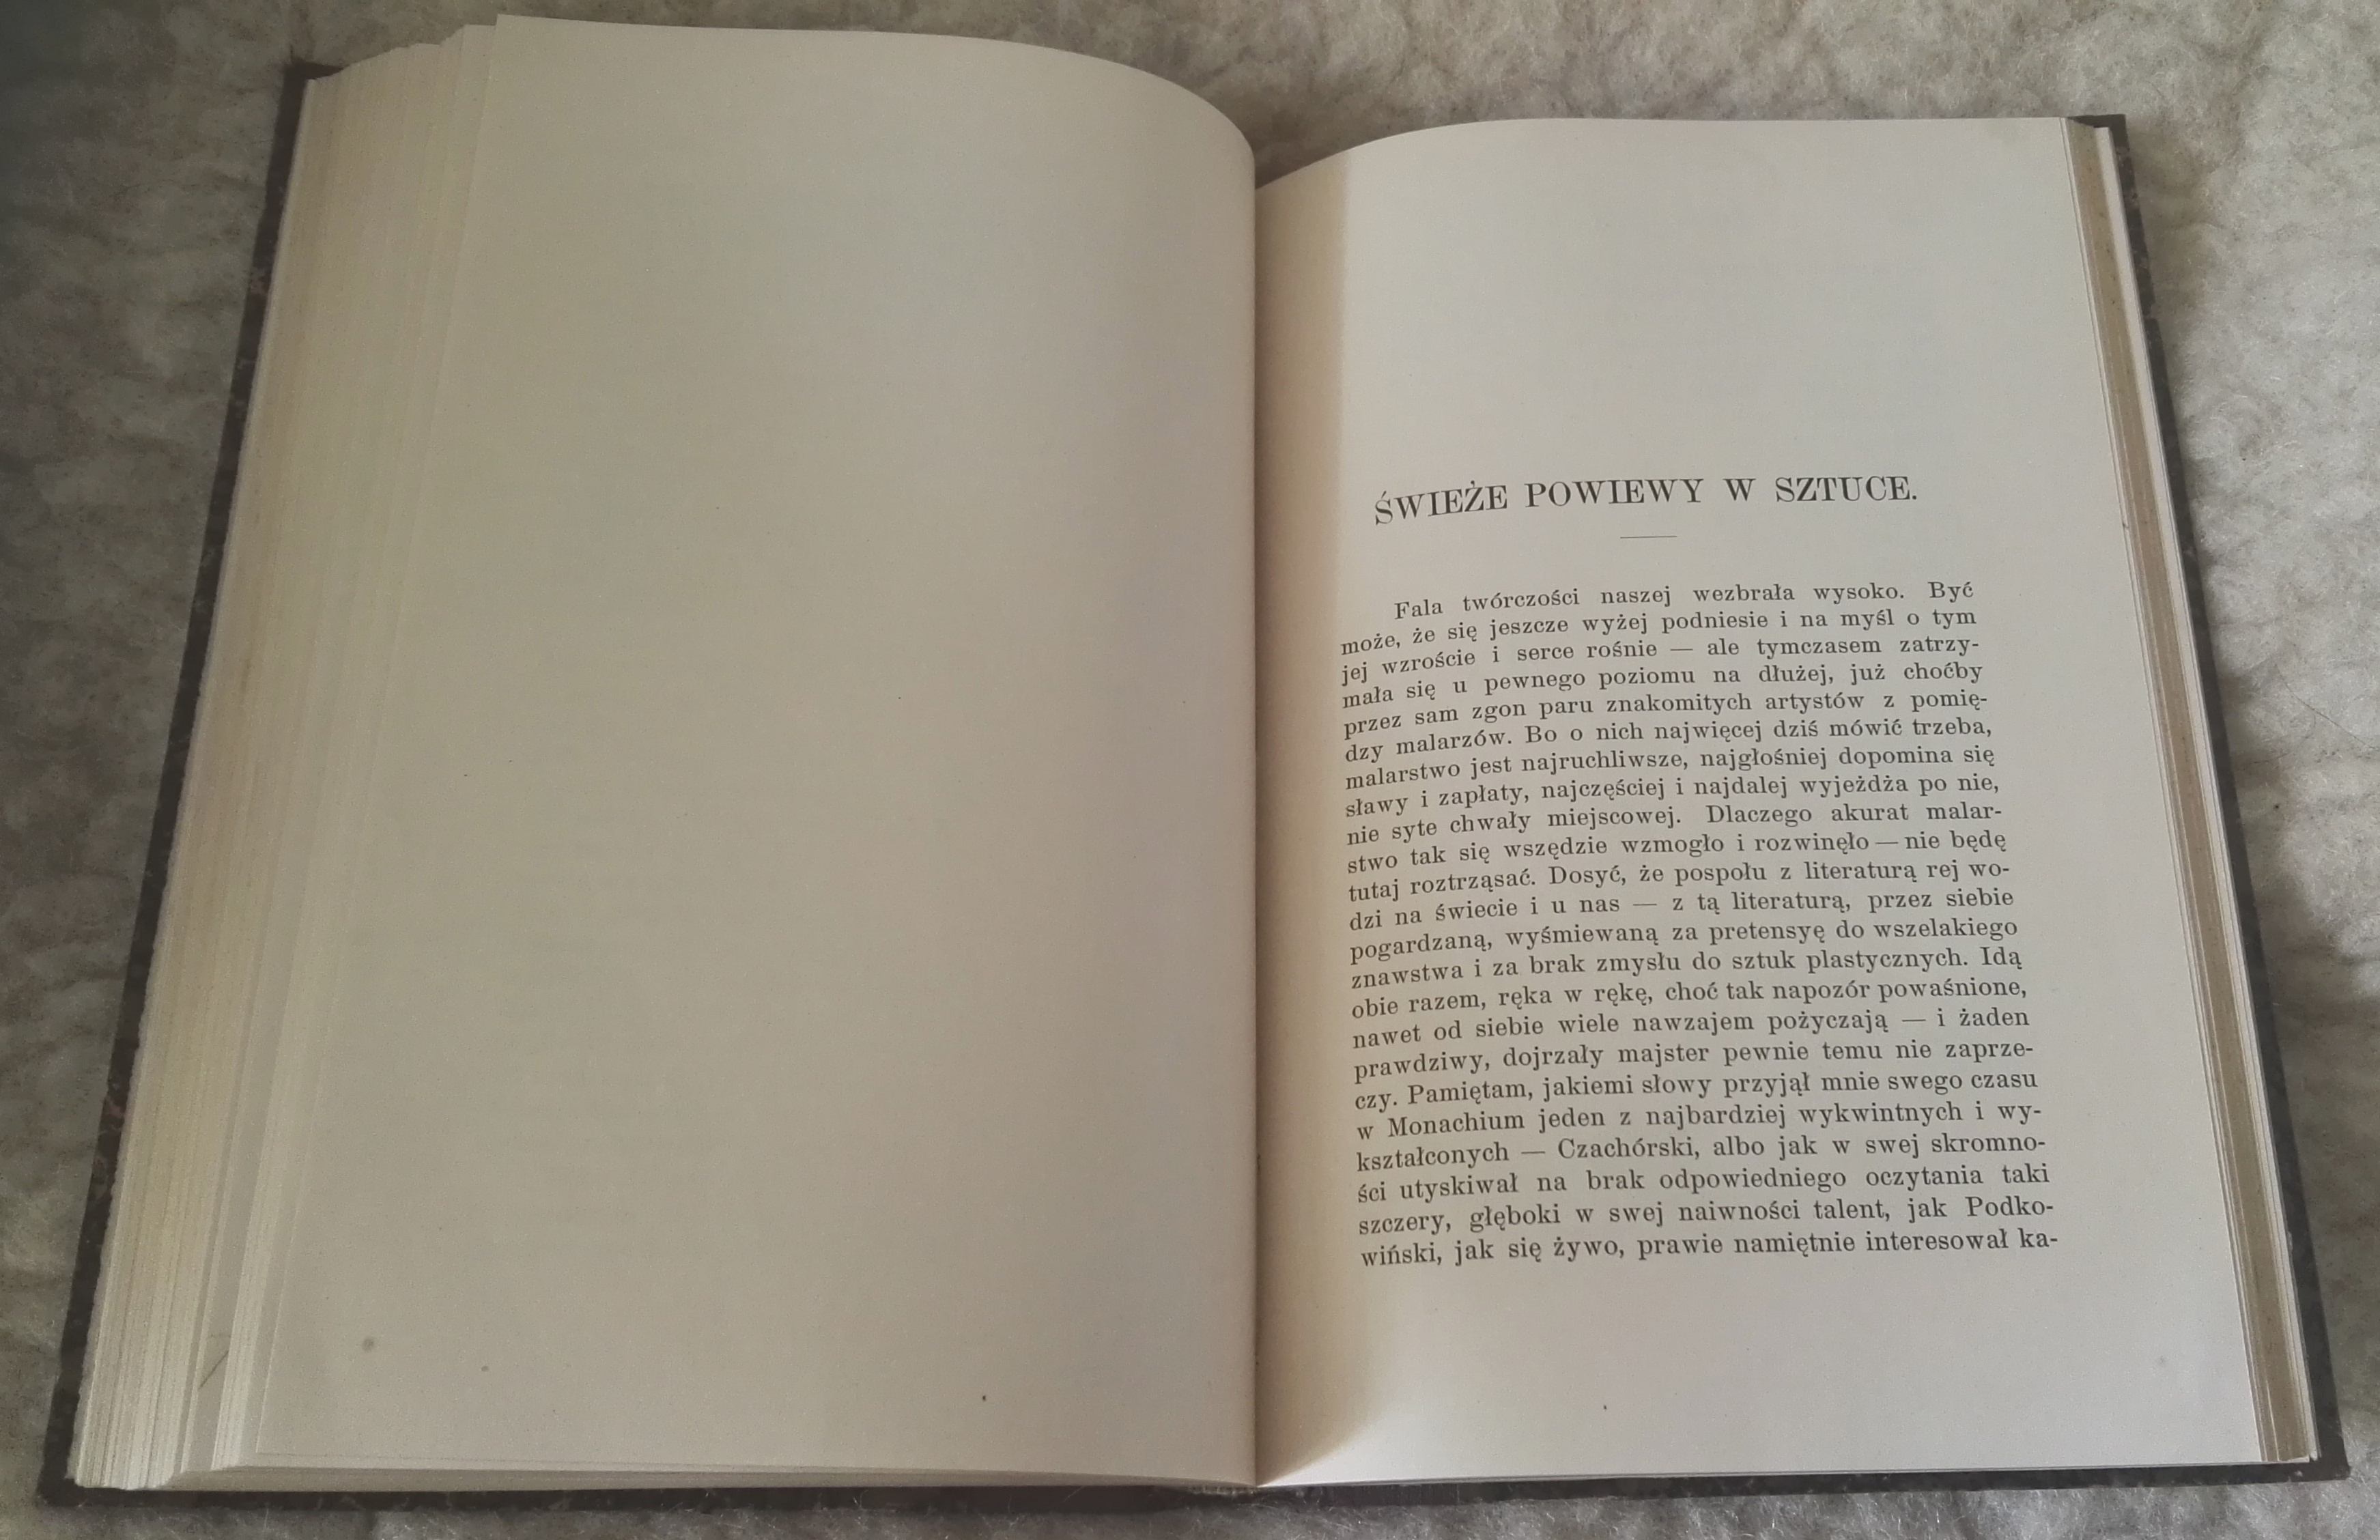 ŚWIEŻE POWIEWY W SZTUCE.
Fala twórczości naszej wezbrała wysoko. Być
może, że się jeszcze wyżej podniesie i na myśl o tym
jej wzroście i serce rośnie — ale tymczasem zatrzy-
mała się u pewnego poziomu na dłużej, już choćby
przez sam zgon paru znakomitych artystów z pomię-
dzy malarzów. Bo o nich najwięcej dziś mówić trzeba,
malarstwo jest najruchliwsze, najgłośniej dopomina się
sławy i zapłaty, najczęściej i najdalej wyjeżdża po nie,
nie syte chwały miejscowej. Dlaczego akurat malar-
stwo tak się wszędzie wzmogło i rozwinęło — nie będę
tutaj roztrząsać. Dosyć, że pospołu z literaturą rej wo-
dzi na świecie i u nas — z tą literaturą, przez siebie
pogardzaną, wyśmiewaną za pretensyę do wszelakiego
znawstwa i za brak zmysłu do sztuk plastycznych. Idą
obie razem, ręka w rękę, choć tak napozór powaśnione,
nawet od siebie wiele nawzajem pożyczają — i żaden
prawdziwy, dojrzały majster pewnie temu nie zaprze-
czy. Pamiętam, jakiemi słowy przyjął mnie swego czasu
w Monachium jeden z najbardziej wykwintnych i wy-
kształconych — Czachórski, albo jak w swej skromno-
ści utyskiwał na brak odpowiedniego oczytania taki
szczery, głęboki w swej naiwności talent, jak Podko-
wiński, jak się żywo, prawie namiętnie interesował ka-